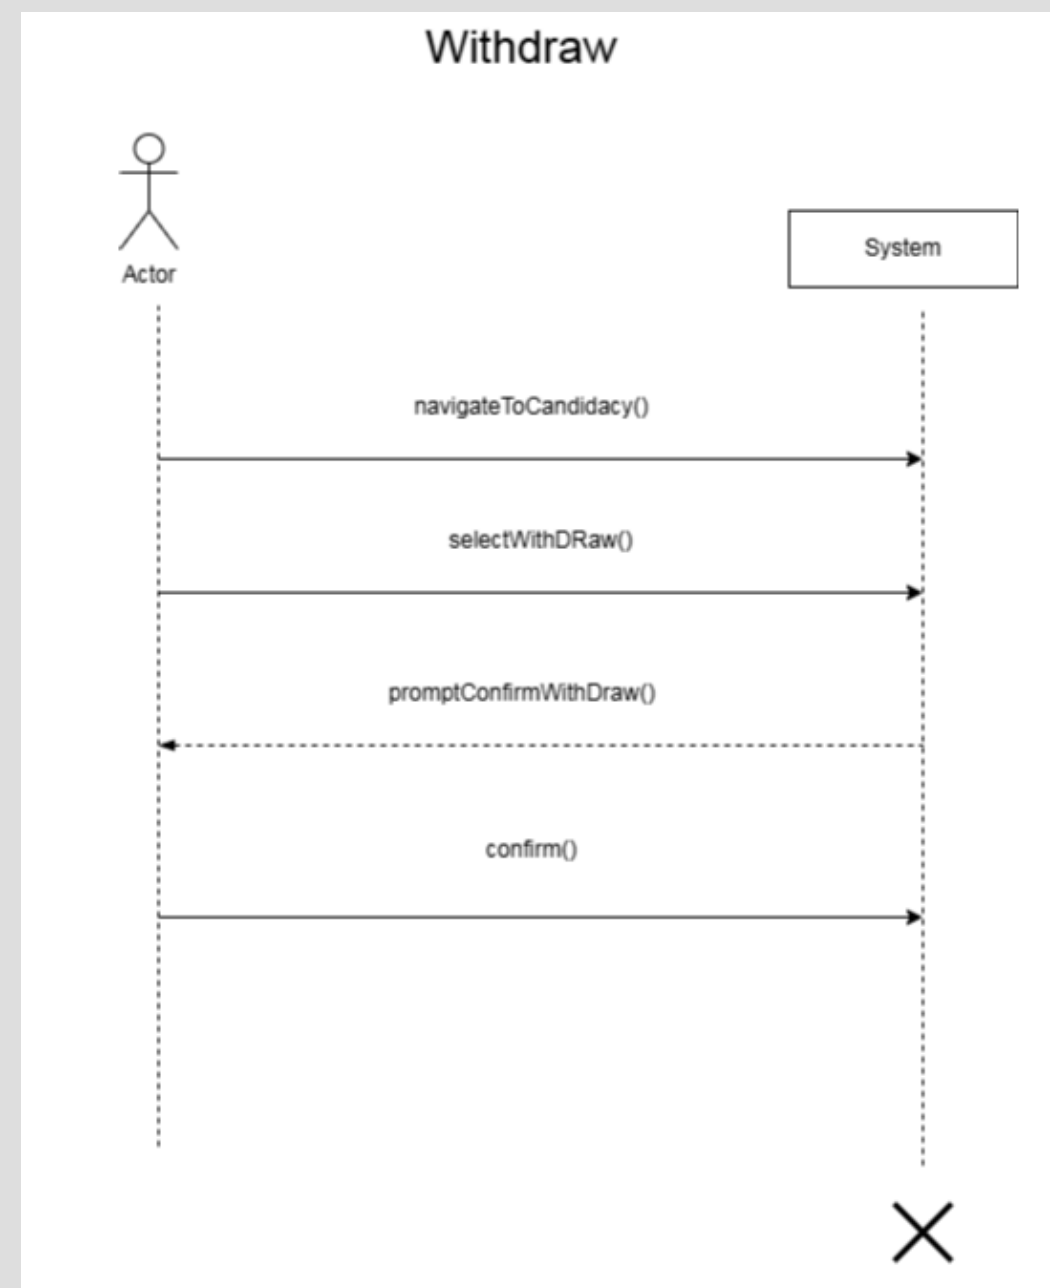 Withdraw
Actor
System
navigateToCandidacy()
selectWithDRaw()
promptConfirmWithDraw()
confirm()